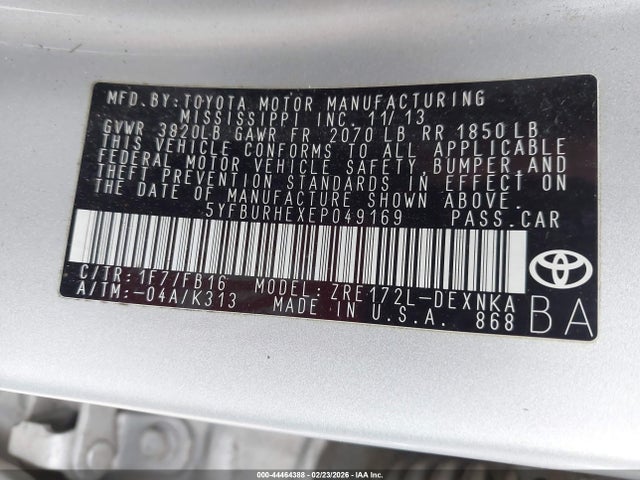 MFD.BY:TOYOTA MOTOR MANUFACTURING
MISSISSIPPI INC. 11/13
GVWR 3820LB GAWR FR 2070 LB RR 1850 LB
THIS VEHICLE CONFORMS TO ALL APPLICABLE
FEDERAL MOTOR VEHICLE SAFETY, BUMPER, AND
THEFT PREVENTION STANDARDS IN EFFECT ON
THE DATE OF MANUFACTURE SHOWN ABOVE.
5YFBURHEXEP049169 PASS.CAR
C/TR: 1F7/FB16 MODEL: ZRE172L-DEXNKA
A/TM: -04A/K313 MADE IN U.S.A. 868
BA
000-44464388 - 02/23/2026 - IAAI.COM